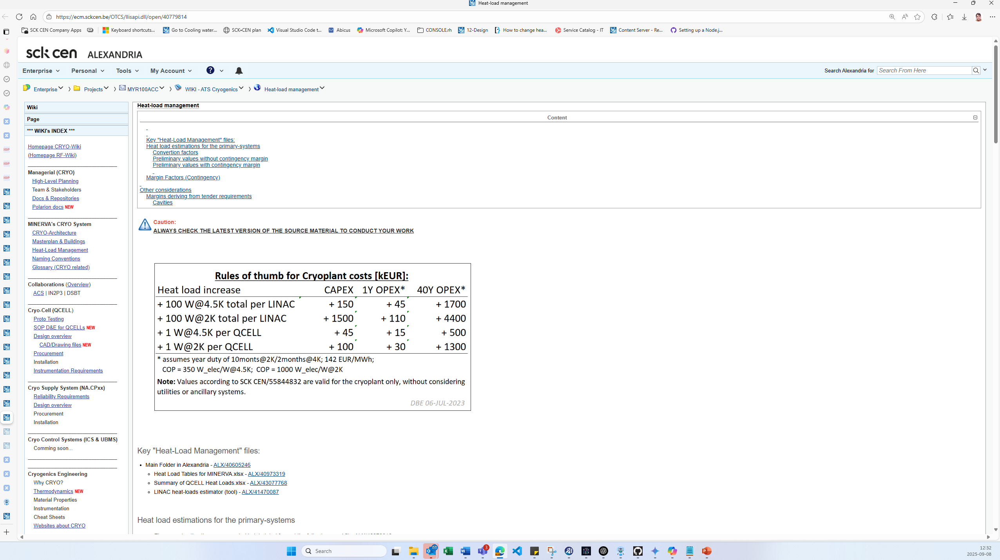 Heat-load management
https://ecm.sckcen.be/OTCS/llisapi.dll/open/40779814
SCK CEN Company Apps
Keyboard shortcuts...
Go to Cooling water...
SCK•CEN plan
Visual Studio Code t...
Abicus
Microsoft Copilot: Y...
CONSOLE.rh
12-Design
How to change hea...
Service Catalog - IT
Content Server - Re...
Setting up a Node.j...
sck cen ALEXANDRIA
Enterprise Personal Tools My Account ?
Search Alexandria for Search From Here
Enterprise › Projects › MYR100ACC › WIKI - ATS Cryogenics › Heat-load management
Wiki
Page
*** WIKI's INDEX ***
Homepage CRYO-Wiki
(Homepage RF-Wiki)
Managerial (CRYO)
High-Level Planning
Team & Stakeholders
Docs & Repositories
Polarion docs NEW
MINERVA's CRYO System
CRYO-Architecture
Masterplan & Buildings
Heat-Load Management
Naming Conventions
Glossary (CRYO related)
Collaborations (Overview)
ACS | IN2P3 | DSBT
Cryo-Cell (QCELL)
Proto Testing
SOP D&E for QCELLs NEW
Design overview
CAD/Drawing files NEW
Procurement
Installation
Instrumentation Requirements
Cryo Supply System (NA.CPxx)
Reliability Requirements
Design overview
Procurement
Installation
Cryo Control Systems (ICS & UBMS)
Comming soon...
Cryogenics Engineering
Why CRYO?
Thermodynamics NEW
Material Properties
Instrumentation
Cheat Sheets
Websites about CRYO
Heat-load management
Content
Key "Heat-Load Management" files:
Heat load estimations for the primary-systems
Convertion factors
Preliminary values without contingency margin
Preliminary values with contingency margin
Margin Factors (Contingency)
Other considerations
Margins deriving from tender requirements
Cavities
Caution:
ALWAYS CHECK THE LATEST VERSION OF THE SOURCE MATERIAL TO CONDUCT YOUR WORK
Rules of thumb for Cryoplant costs [kEUR]:
Heat load increase CAPEX 1Y OPEX* 40Y OPEX*
+ 100 W@4.5K total per LINAC + 150 + 45 + 1700
+ 100 W@2K total per LINAC + 1500 + 110 + 4400
+ 1 W@4.5K per QCELL + 45 + 15 + 500
+ 1 W@2K per QCELL + 100 + 30 + 1300
* assumes year duty of 10monts@2K/2months@4K; 142 EUR/MWh;
COP = 350 W_elec/W@4.5K; COP = 1000 W_elec/W@2K
Note: Values according to SCK CEN/55844832 are valid for the cryoplant only, without considering
utilities or ancillary systems.
DBE 06-JUL-2023
Key "Heat-Load Management" files:
• Main Folder in Alexandria - ALX/40605246
Heat Load Tables for MINERVA.xlsx - ALX/40973319
Summary of QCELL Heat Loads.xlsx - ALX/43077768
LINAC heat-loads estimator (tool) - ALX/41470087
Heat load estimations for the primary-systems
IOP
IOP
IOP
Search
3
12:32
2025-09-08